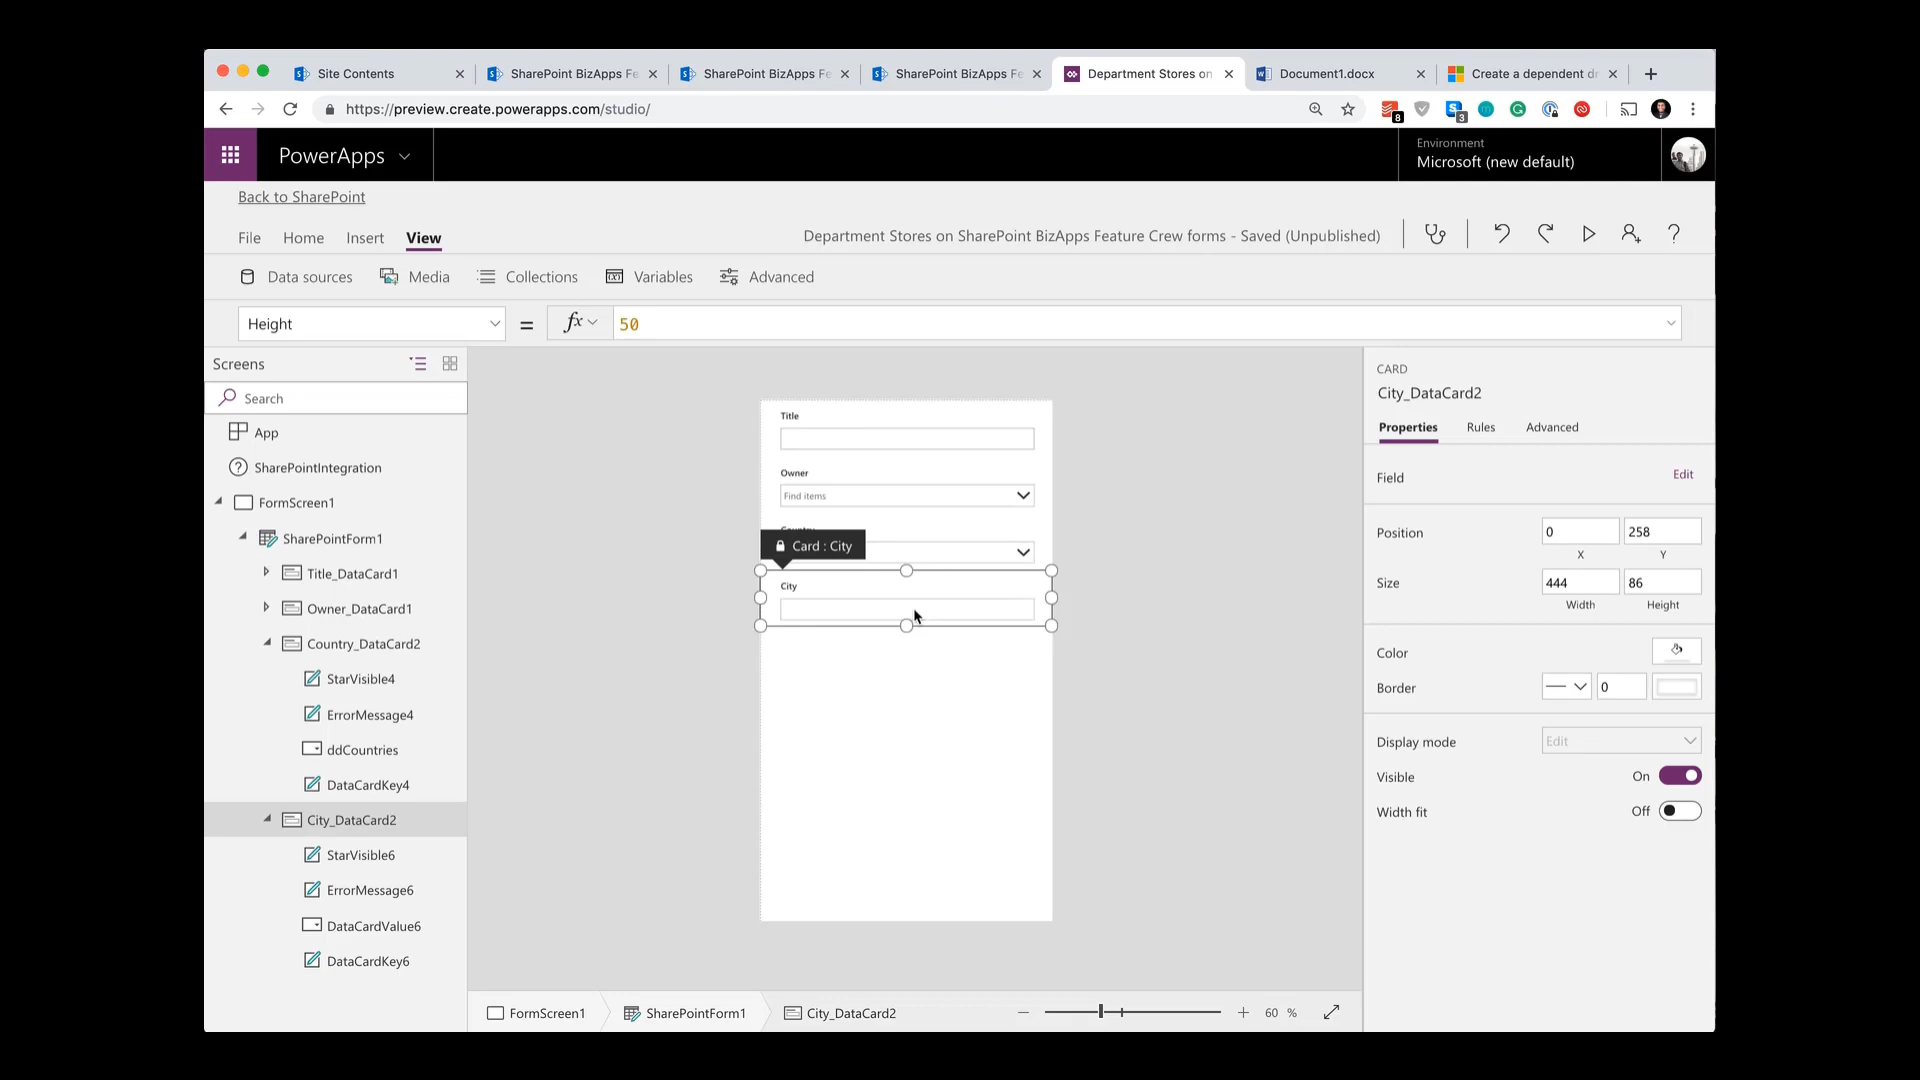 Site Contents
SharePoint BizApps Fe
SharePoint BizApps Fe
SharePoint BizApps Fe
Department Stores on
Document1.docx
Create a dependent dr
https://preview.create.powerapps.com/studio/
8
3
PowerApps
Environment
Microsoft (new default)
Back to SharePoint
File Home Insert View
Department Stores on SharePoint BizApps Feature Crew forms - Saved (Unpublished)
Data sources Media Collections Variables Advanced
Height = fx 50
Screens
Search
App
SharePointIntegration
FormScreen1
SharePointForm1
Title_DataCard1
Owner_DataCard1
Country_DataCard2
StarVisible4
ErrorMessage4
ddCountries
DataCardKey4
City_DataCard2
StarVisible6
ErrorMessage6
DataCardValue6
DataCardKey6
Title
Owner
Find items
Country
Card : City
City
CARD
City_DataCard2
Properties Rules Advanced
Field Edit
Position 0 258
X Y
Size 444 86
Width Height
Color
Border 0
Display mode Edit
Visible On
Width fit Off
FormScreen1 SharePointForm1 City_DataCard2
60 %